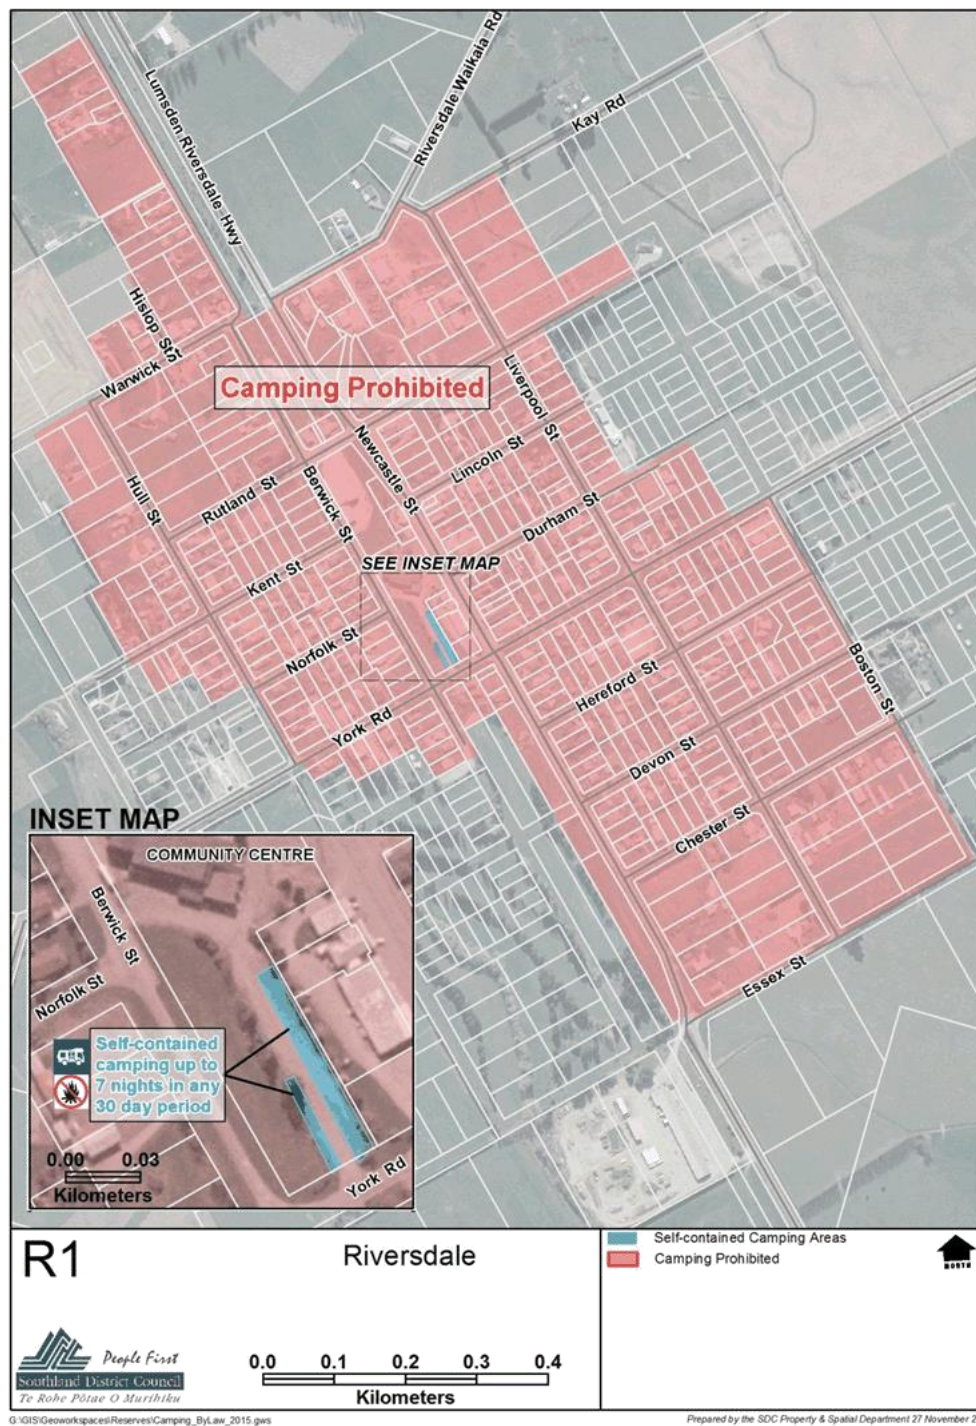 Lumsden Riversdale Hwy
Riversdale Waikaia Rd
Kay Rd
Hislop St
Warwick St
Camping Prohibited
Liverpool St
Newcastle St
Lincoln St
Berwick St
Hull St
Rutland St
Durham St
SEE INSET MAP
Kent St
Norfolk St
Hereford St
Boston St
York Rd
Devon St
Chester St
Essex St
INSET MAP
COMMUNITY CENTRE
Berwick St
Norfolk St
Self-contained
camping up to
7 nights in any
30 day period
0.00 0.03
Kilometers
York Rd
R1
Riversdale
Self-contained Camping Areas
Camping Prohibited
NORTH
People First
Southland District Council
Te Rohe Pōtae O Murihiku
0.0 0.1 0.2 0.3 0.4
Kilometers
G:\GIS\Geoworkspaces\Reserves\Camping_ByLaw_2015.gws
Prepared by the SDC Property & Spatial Department 27 November